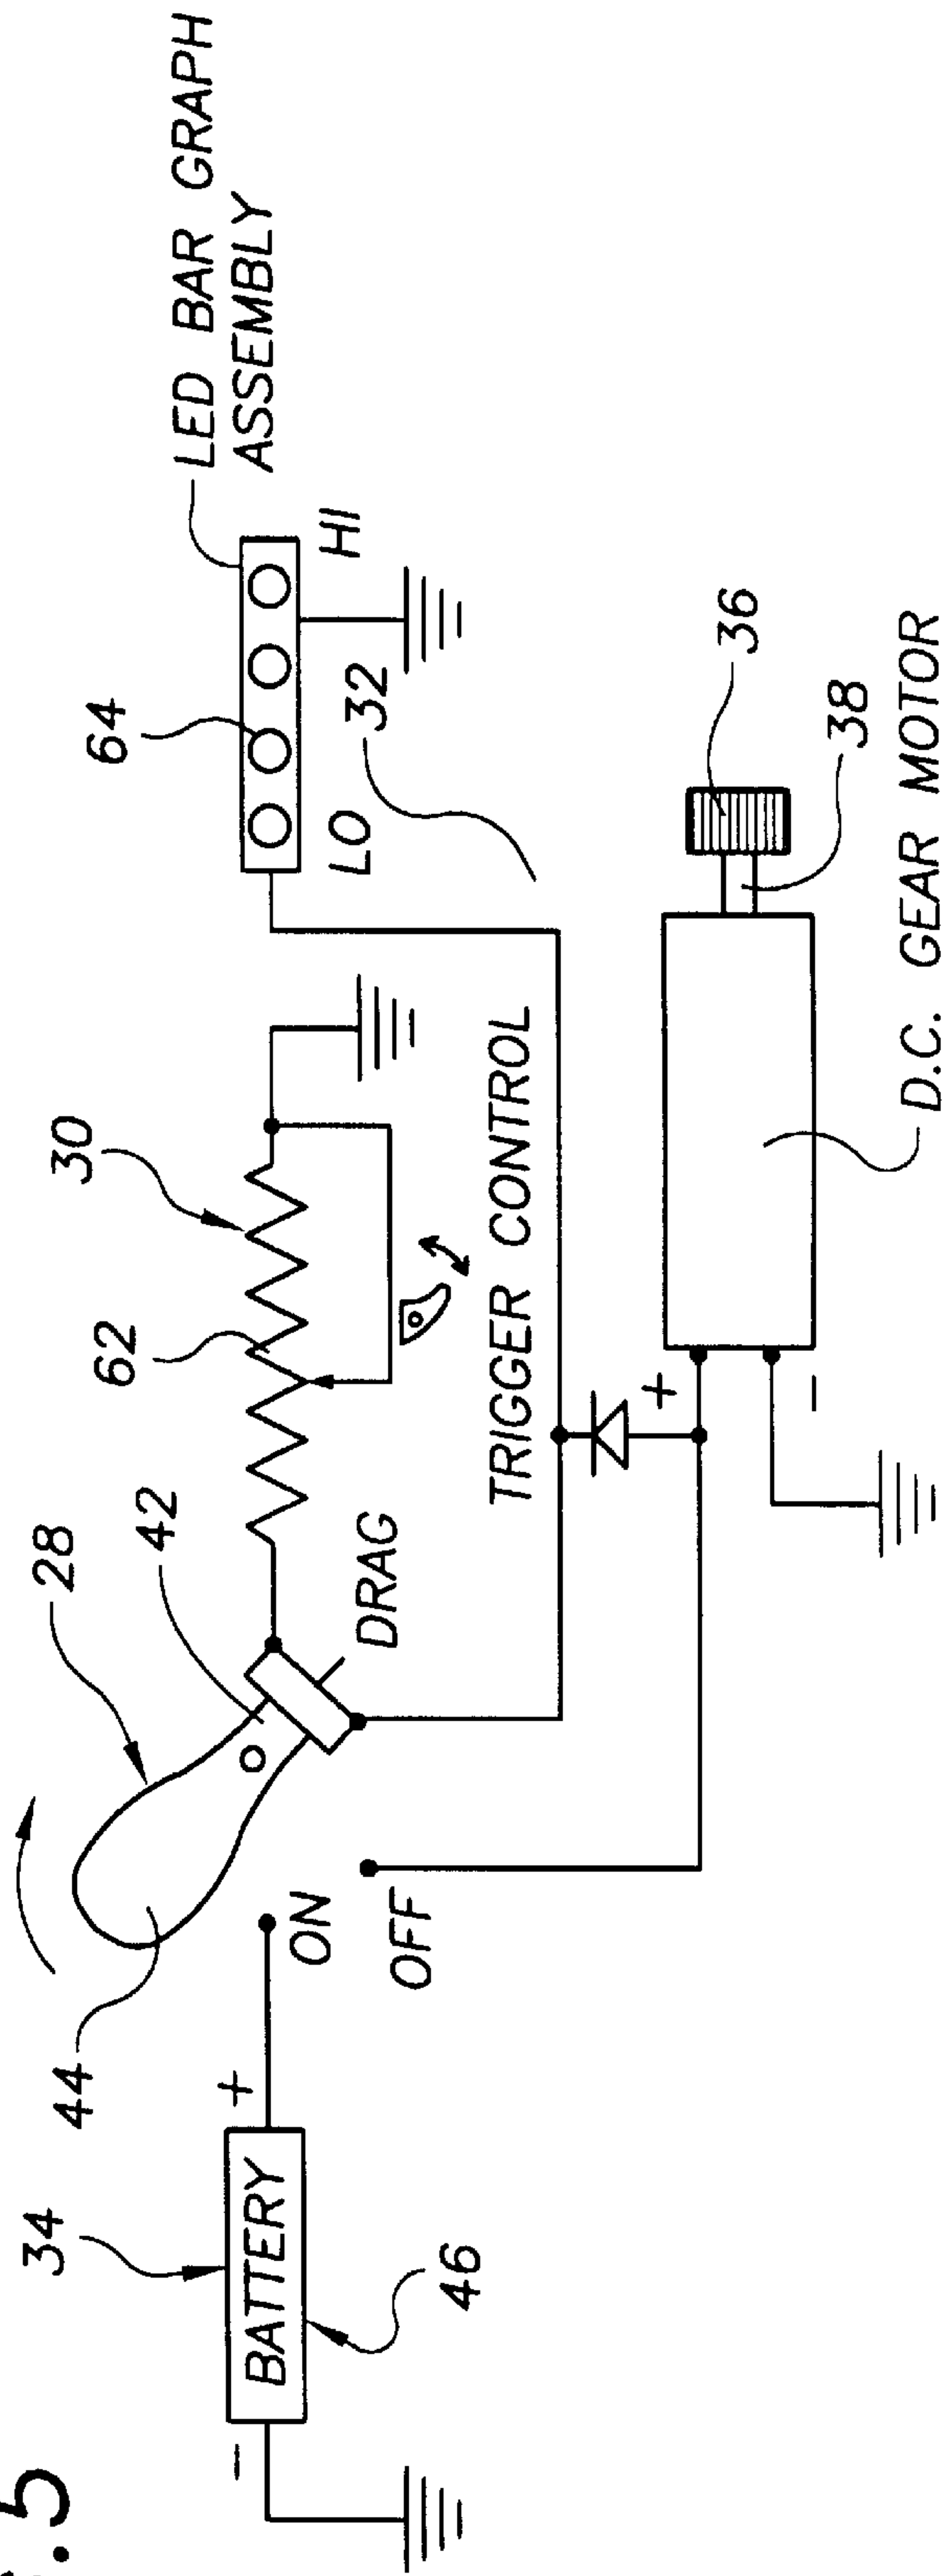 .5
34
BATTERY
46
+
−
44
28
42
ON
OFF
DRAG
62
30
TRIGGER CONTROL
64
LO
HI
32
LED BAR GRAPH
ASSEMBLY
+
−
36
38
D.C. GEAR MOTOR